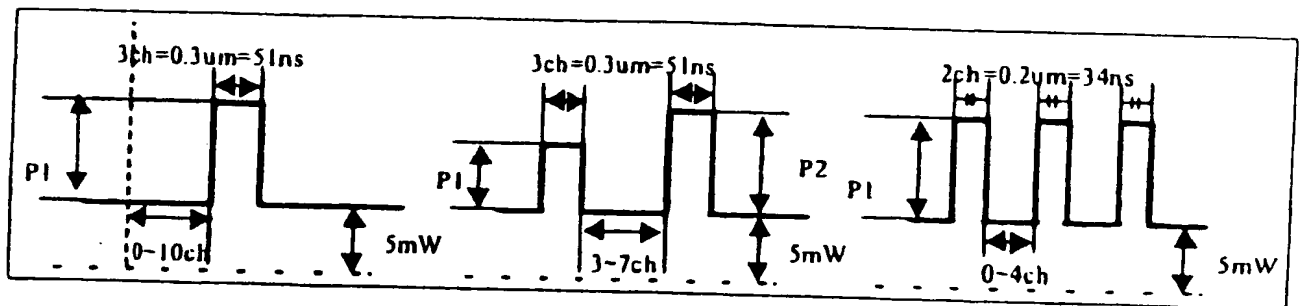 3ch=0.3um=51ns
P1
0~10ch
5mW
3ch=0.3um=51ns
P1
P2
3~7ch
5mW
2ch=0.2um=34ns
P1
0~4ch
5mW